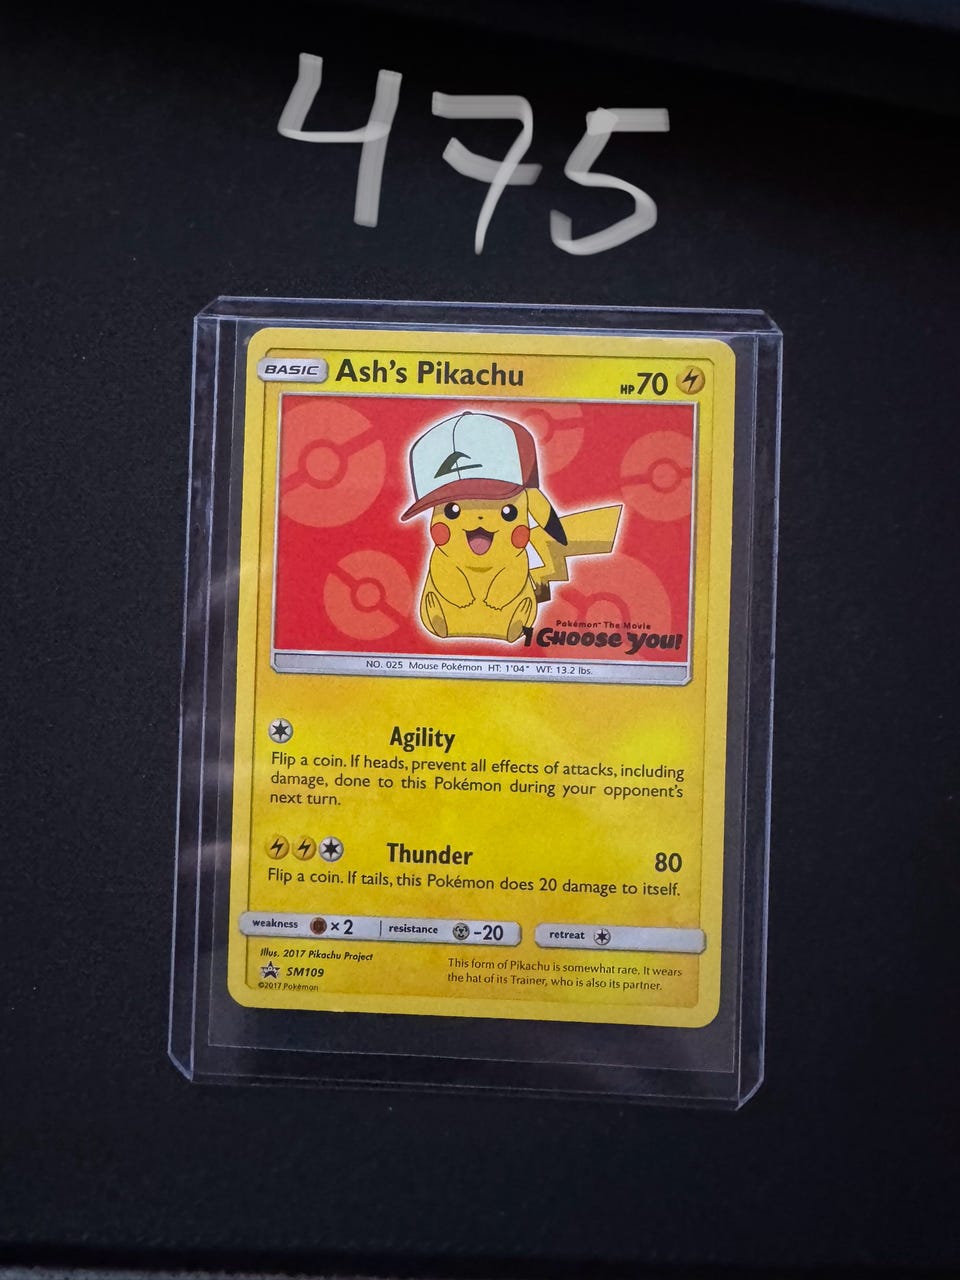 475
BASIC Ash's Pikachu HP 70
Pokémon™ The Movie
I Choose You!
NO. 025 Mouse Pokémon HT: 1'04" WT: 13.2 lbs.
Agility
Flip a coin. If heads, prevent all effects of attacks, including
damage, done to this Pokémon during your opponent's
next turn.
Thunder 80
Flip a coin. If tails, this Pokémon does 20 damage to itself.
weakness ×2 resistance -20 retreat
Illus. 2017 Pikachu Project
SM109
©2017 Pokémon
This form of Pikachu is somewhat rare. It wears
the hat of its Trainer, who is also its partner.